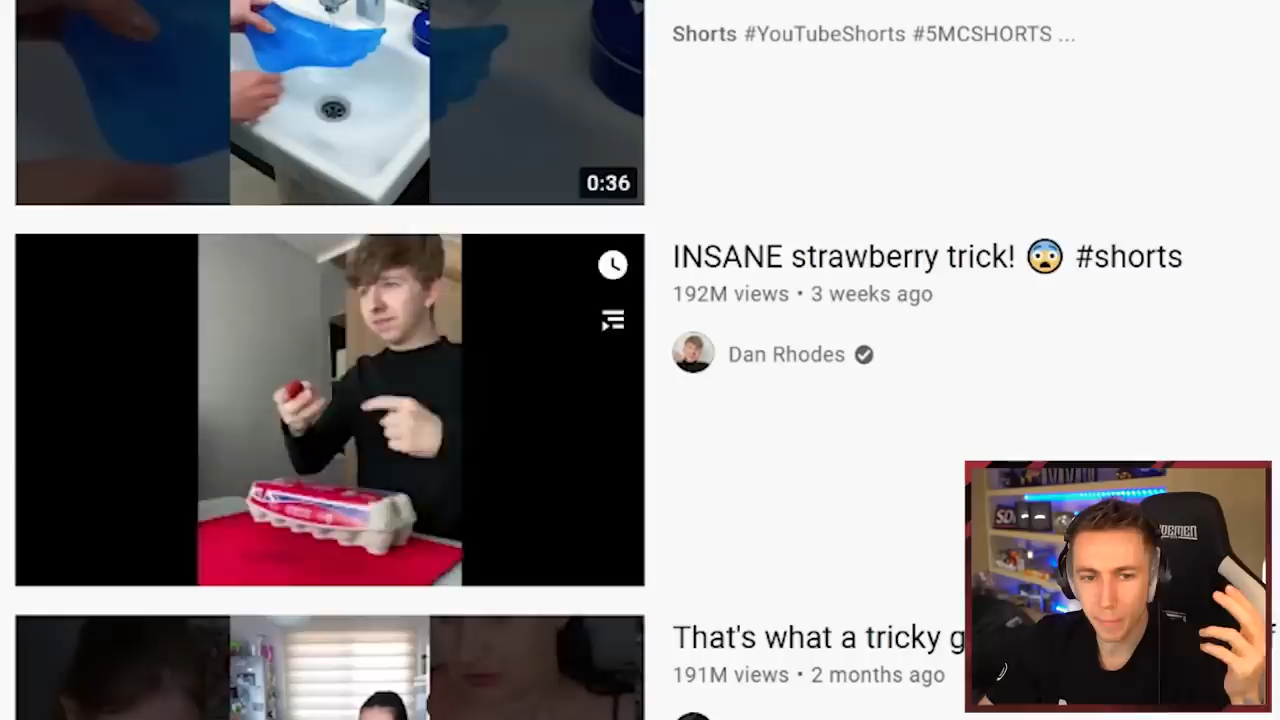 Shorts #YouTubeShorts #5MCSHORTS ...
0:36
INSANE strawberry trick! 😨 #shorts
192M views • 3 weeks ago
Dan Rhodes
That's what a tricky g
191M views • 2 months ago